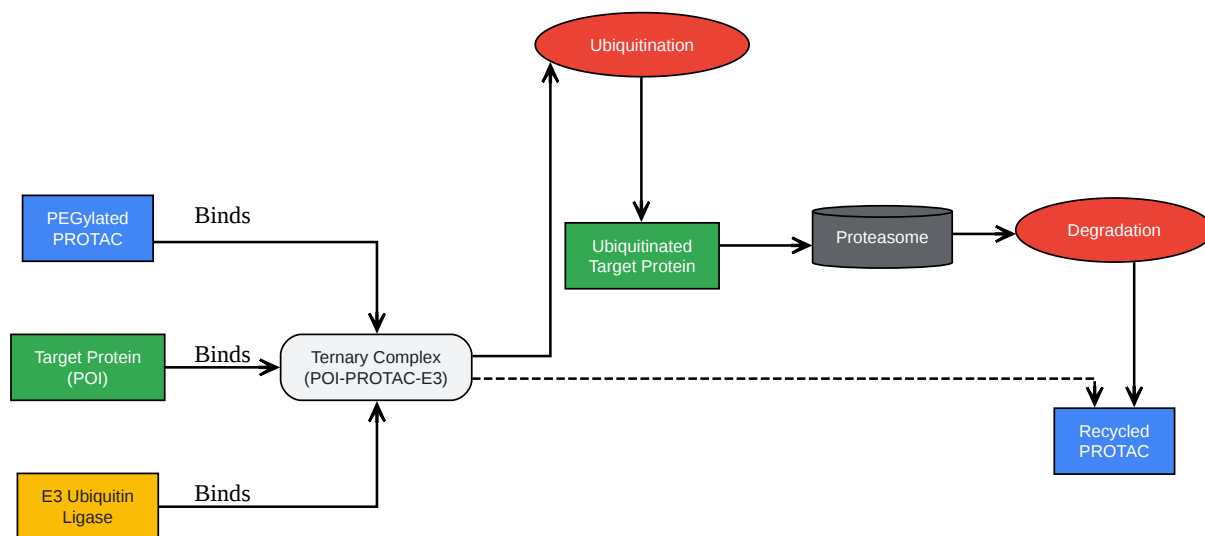 Ubiquitination
PEGylated
PROTAC
Binds
Ubiquitinated
Target Protein
Proteasome
Degradation
Target Protein
(POI)
Binds
Ternary Complex
(POI-PROTAC-E3)
Recycled
PROTAC
E3 Ubiquitin
Ligase
Binds